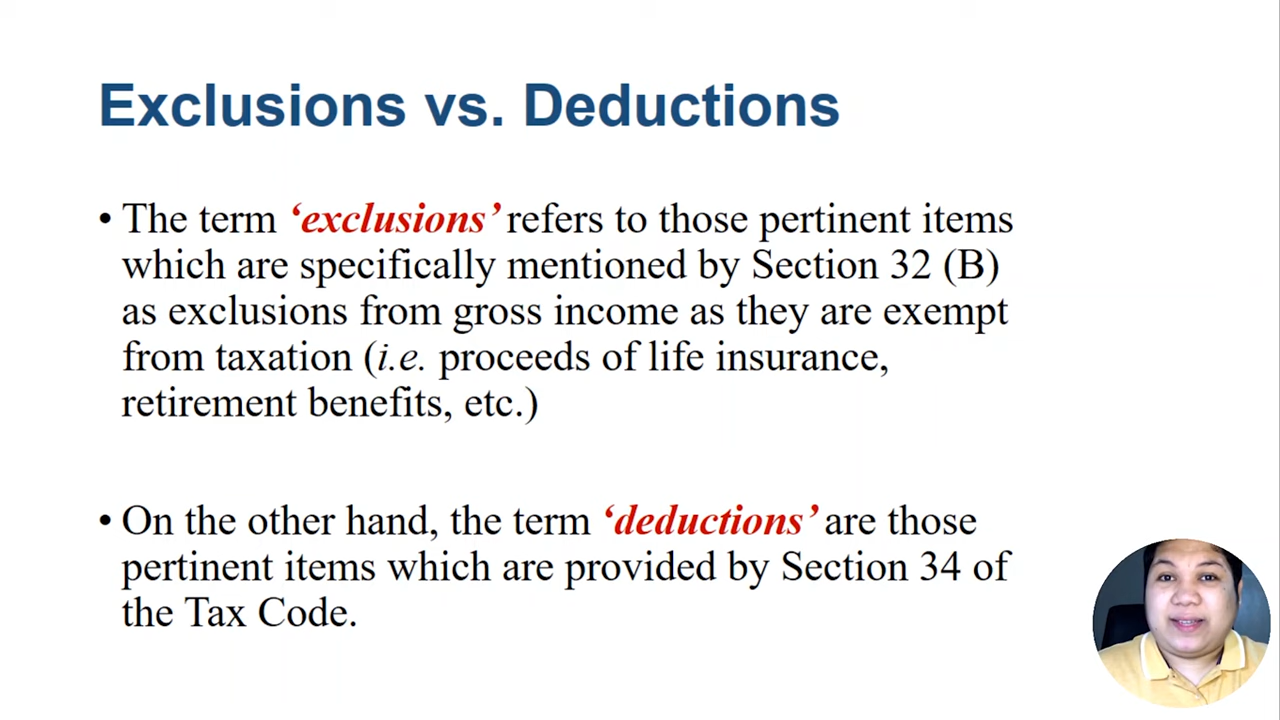 Exclusions vs. Deductions
• The term ‘exclusions’ refers to those pertinent items
which are specifically mentioned by Section 32 (B)
as exclusions from gross income as they are exempt
from taxation (i.e. proceeds of life insurance,
retirement benefits, etc.)
• On the other hand, the term ‘deductions’ are those
pertinent items which are provided by Section 34 of
the Tax Code.